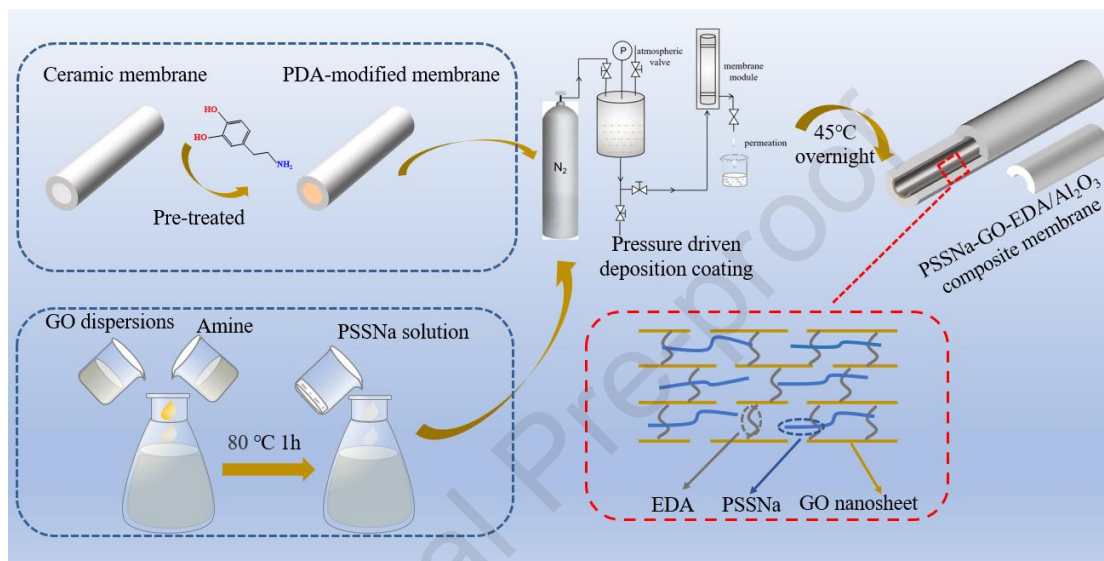 Ceramic membrane
PDA-modified membrane
HO
HO
NH2
Pre-treated
N2
P
atmospheric
valve
membrane
module
permeation
Pressure driven
deposition coating
45℃
overnight
PSSNa-GO-EDA/Al2O3
composite membrane
GO dispersions
Amine
PSSNa solution
80 ℃ 1h
EDA
PSSNa
GO nanosheet
al Pre-proof